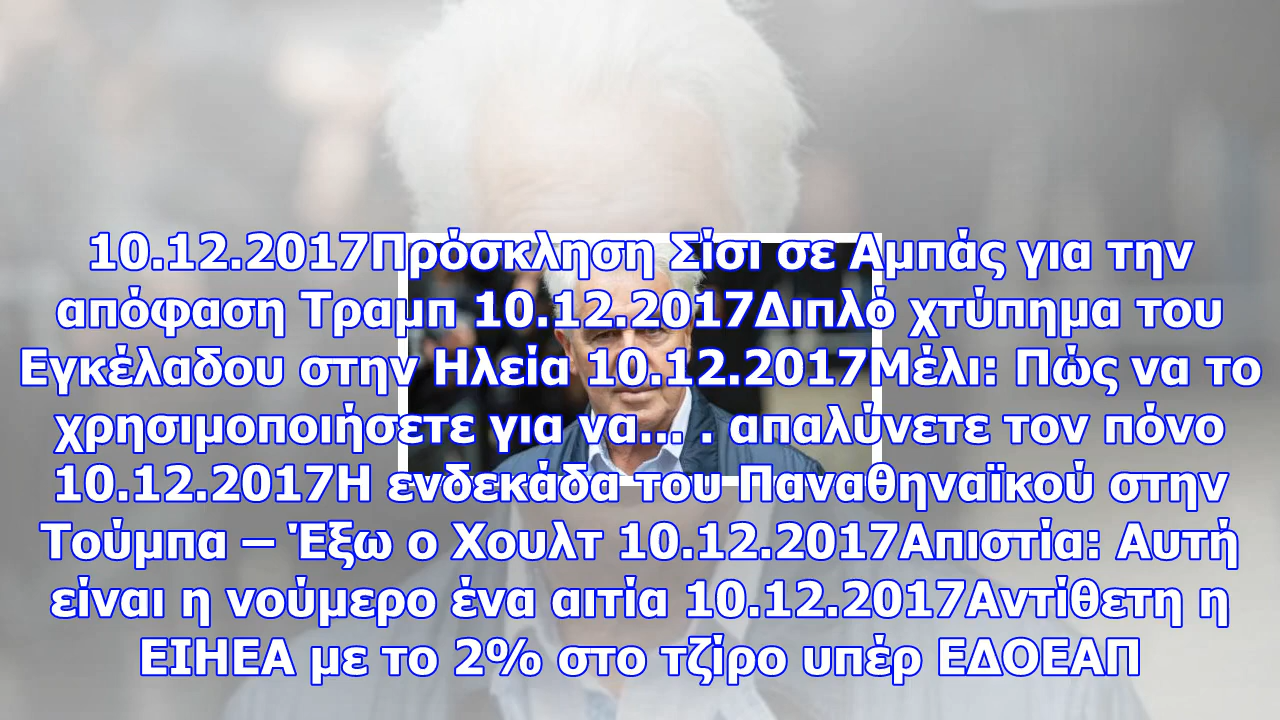 10.12.2017Πρόσκληση Σίσι σε Αμπάς για την
απόφαση Τραμπ 10.12.2017Διπλό χτύπημα του
Εγκέλαδου στην Ηλεία 10.12.2017Μέλι: Πώς να το
χρησιμοποιήσετε για να... . απαλύνετε τον πόνο
10.12.2017Η ενδεκάδα του Παναθηναϊκού στην
Τούμπα – Έξω ο Χουλτ 10.12.2017Απιστία: Αυτή
είναι η νούμερο ένα αιτία 10.12.2017Αντίθετη η
ΕΙΗΕΑ με το 2% στο τζίρο υπέρ ΕΔΟΕΑΠ